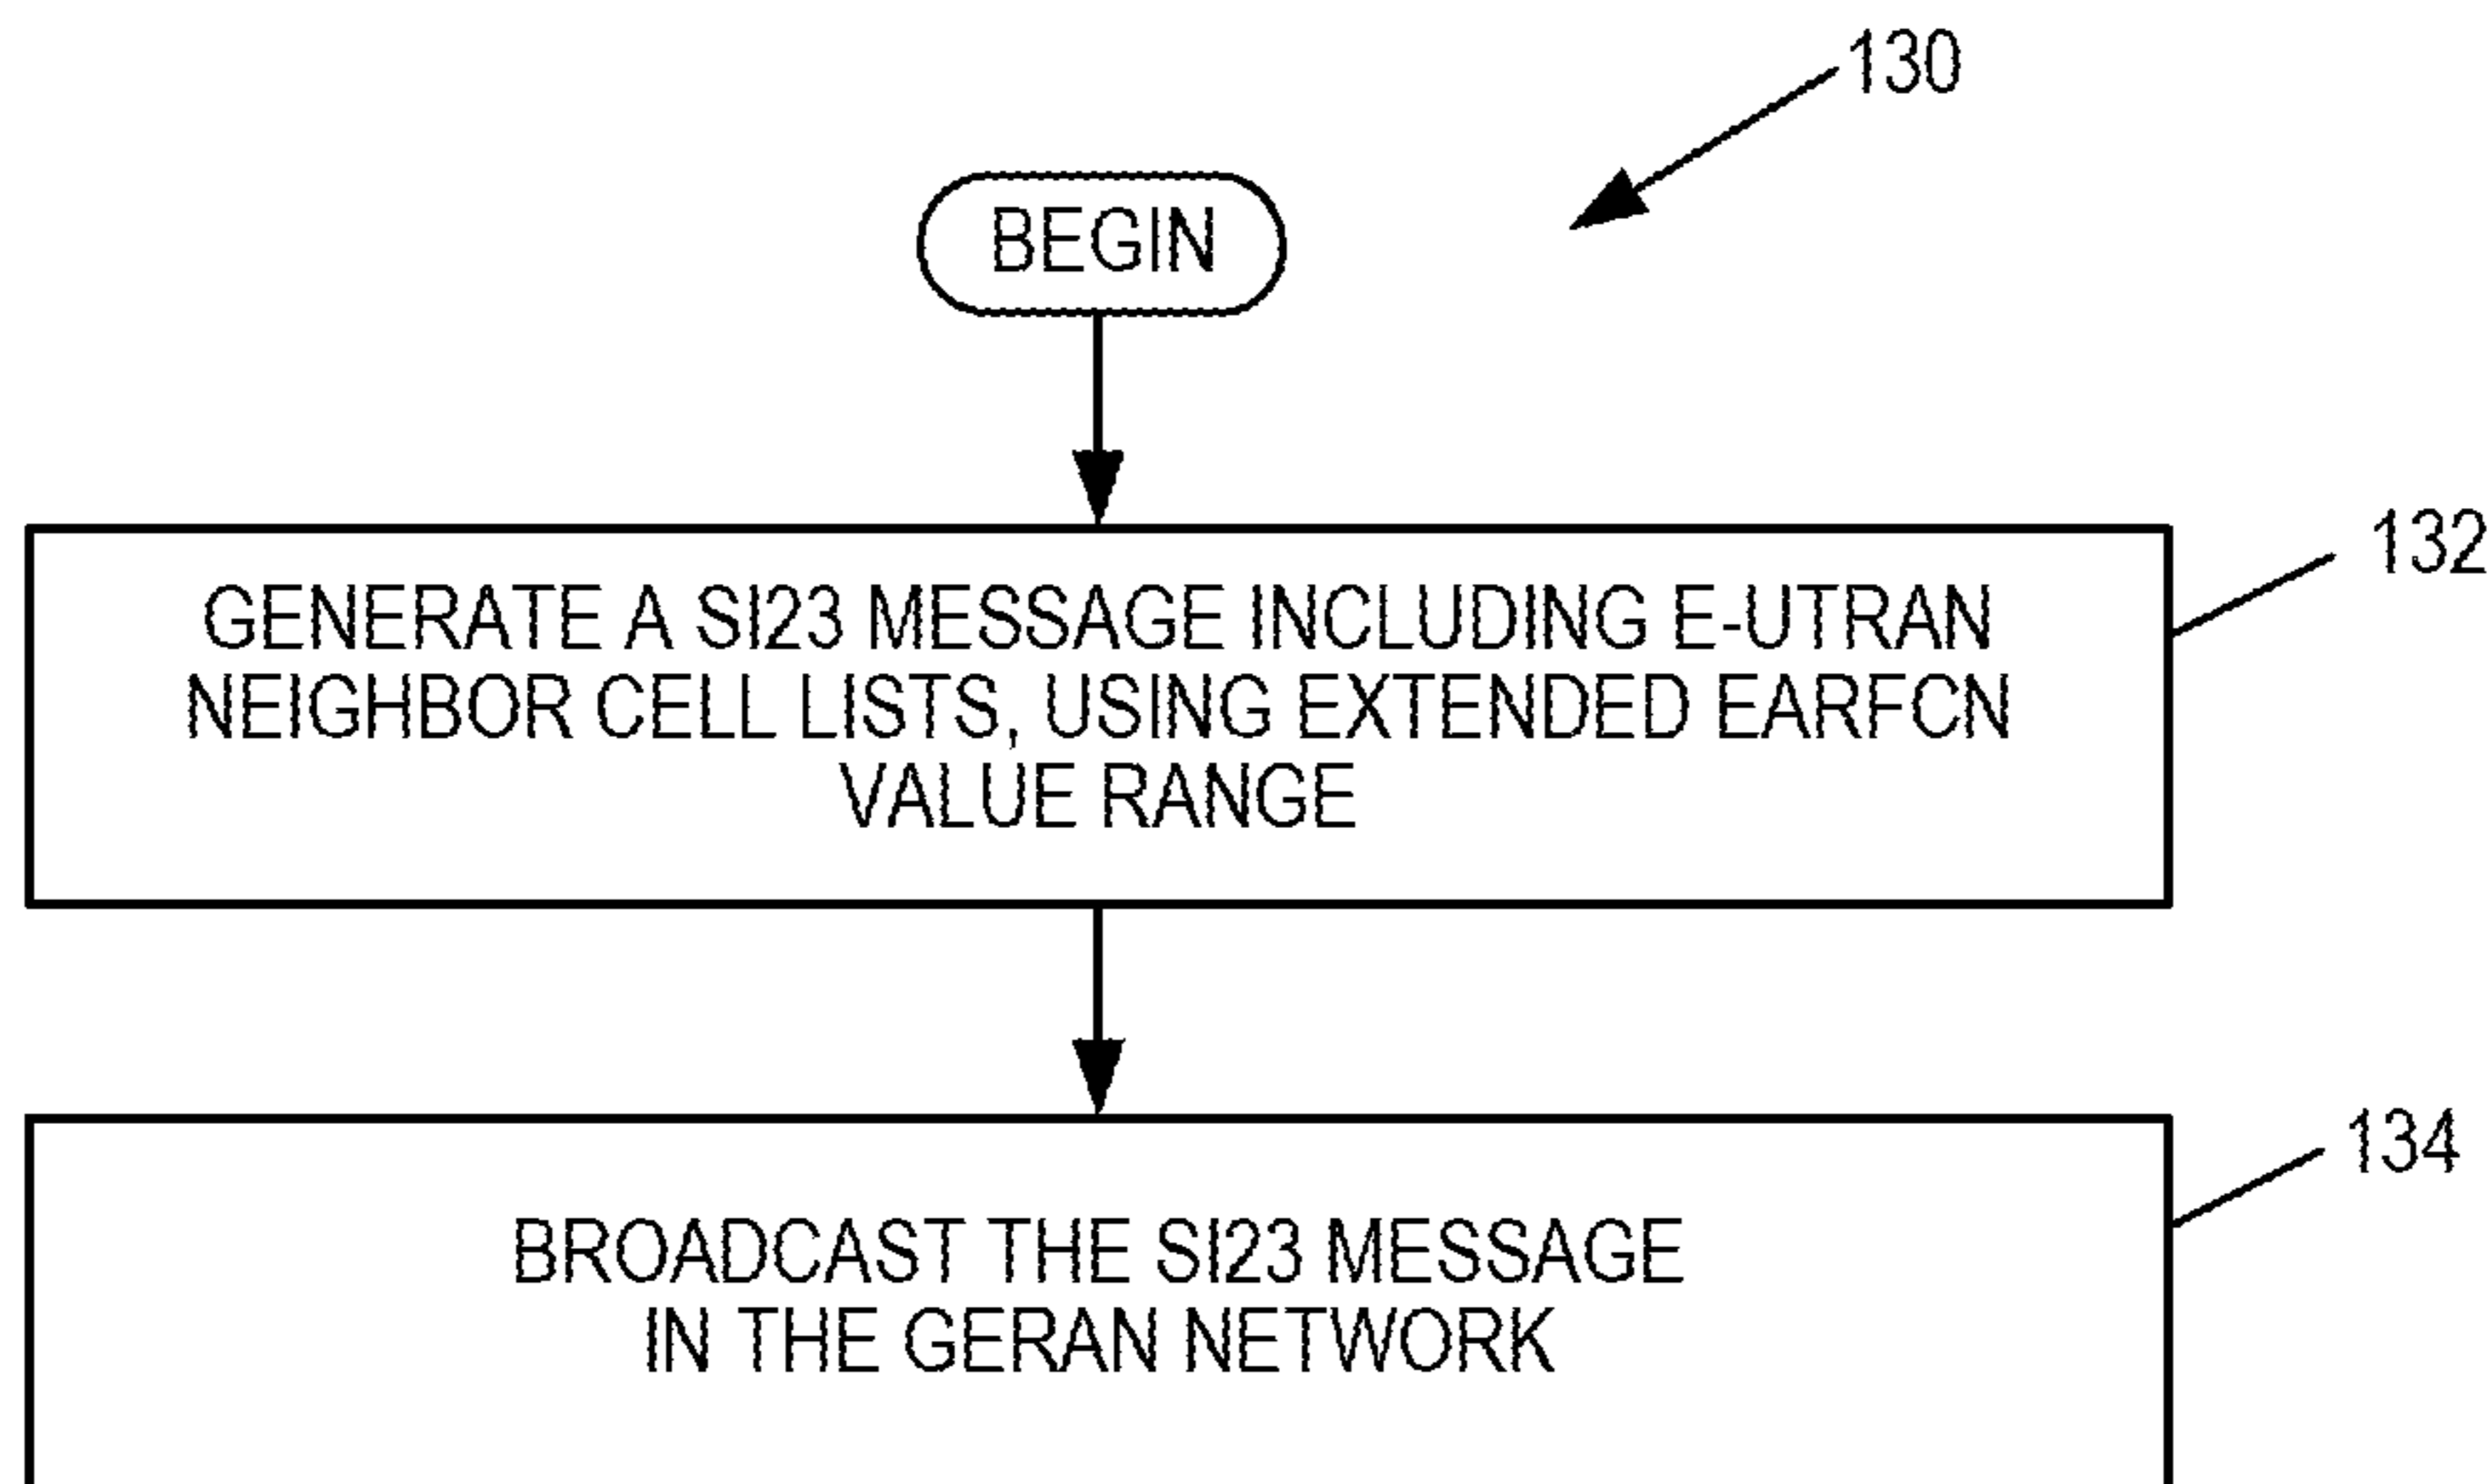 130
BEGIN
132
GENERATE A SI23 MESSAGE INCLUDING E-UTRAN
NEIGHBOR CELL LISTS, USING EXTENDED EARFCN
VALUE RANGE
134
BROADCAST THE SI23 MESSAGE
IN THE GERAN NETWORK